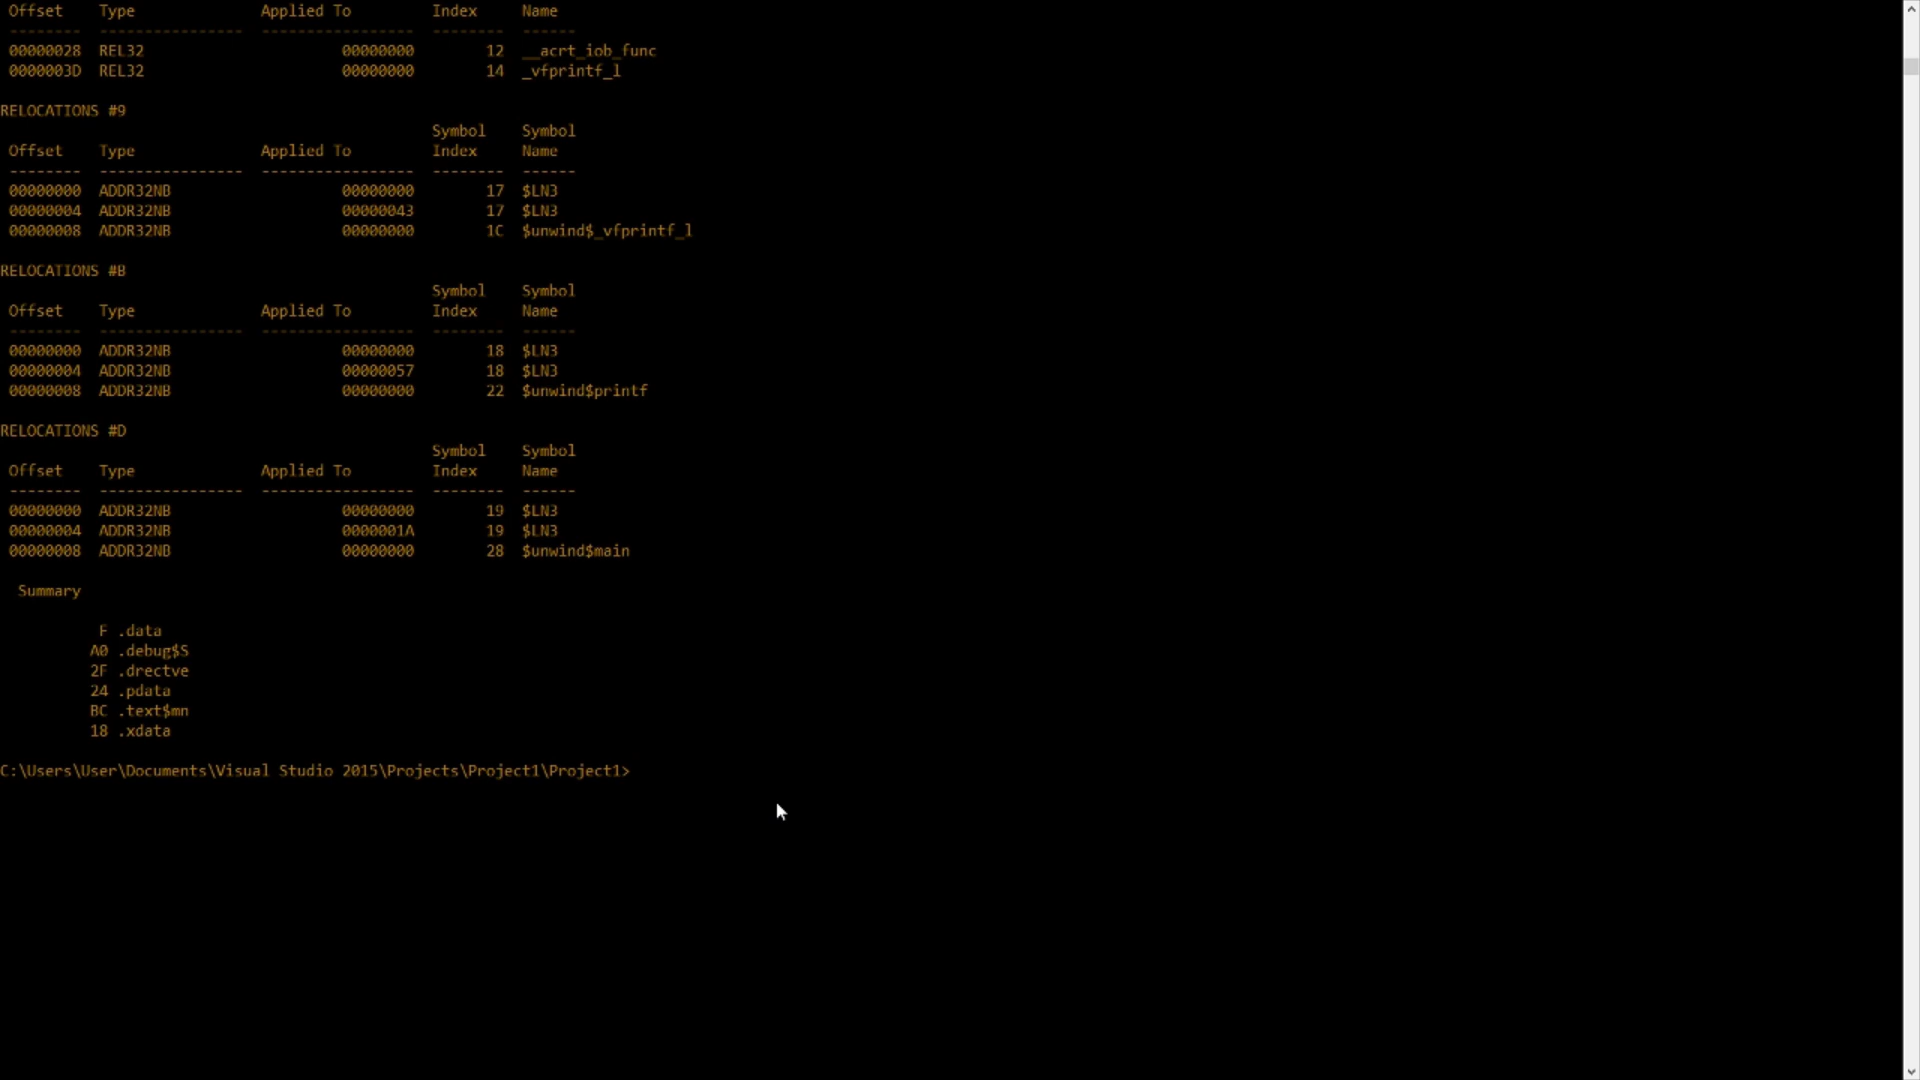 Offset    Type              Applied To         Index     Name
--------  ----------------  -----------------  --------  ------
00000028  REL32                      00000000        12  __acrt_iob_func
0000003D  REL32                      00000000        14  _vfprintf_l
RELOCATIONS #9
Symbol    Symbol
Offset    Type              Applied To         Index     Name
--------  ----------------  -----------------  --------  ------
00000000  ADDR32NB                   00000000        17  $LN3
00000004  ADDR32NB                   00000043        17  $LN3
00000008  ADDR32NB                   00000000        1C  $unwind$_vfprintf_l
RELOCATIONS #B
Symbol    Symbol
Offset    Type              Applied To         Index     Name
--------  ----------------  -----------------  --------  ------
00000000  ADDR32NB                   00000000        18  $LN3
00000004  ADDR32NB                   00000057        18  $LN3
00000008  ADDR32NB                   00000000        22  $unwind$printf
RELOCATIONS #D
Symbol    Symbol
Offset    Type              Applied To         Index     Name
--------  ----------------  -----------------  --------  ------
00000000  ADDR32NB                   00000000        19  $LN3
00000004  ADDR32NB                   0000001A        19  $LN3
00000008  ADDR32NB                   00000000        28  $unwind$main
Summary
F .data
A0 .debug$S
2F .drectve
24 .pdata
BC .text$mn
18 .xdata
C:\Users\User\Documents\Visual Studio 2015\Projects\Project1\Project1>